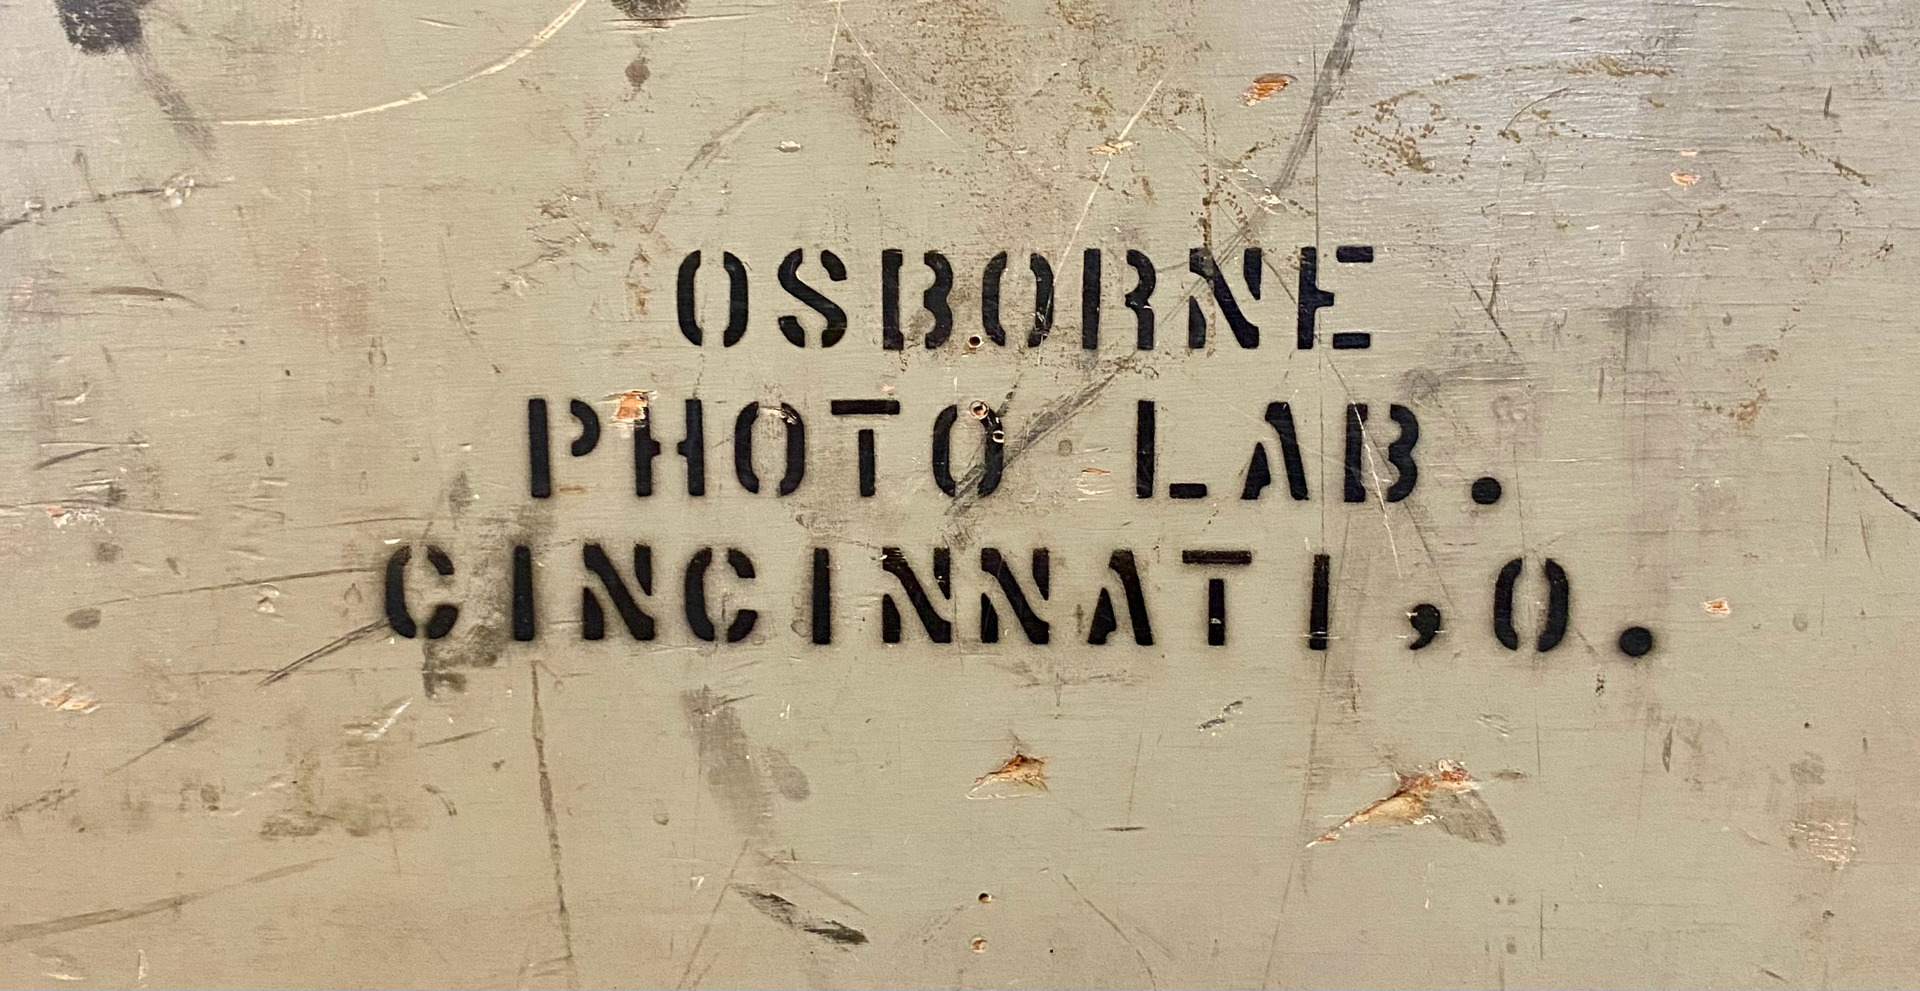 OSBORNE
PHOTO LAB.
CINCINNATI,O.